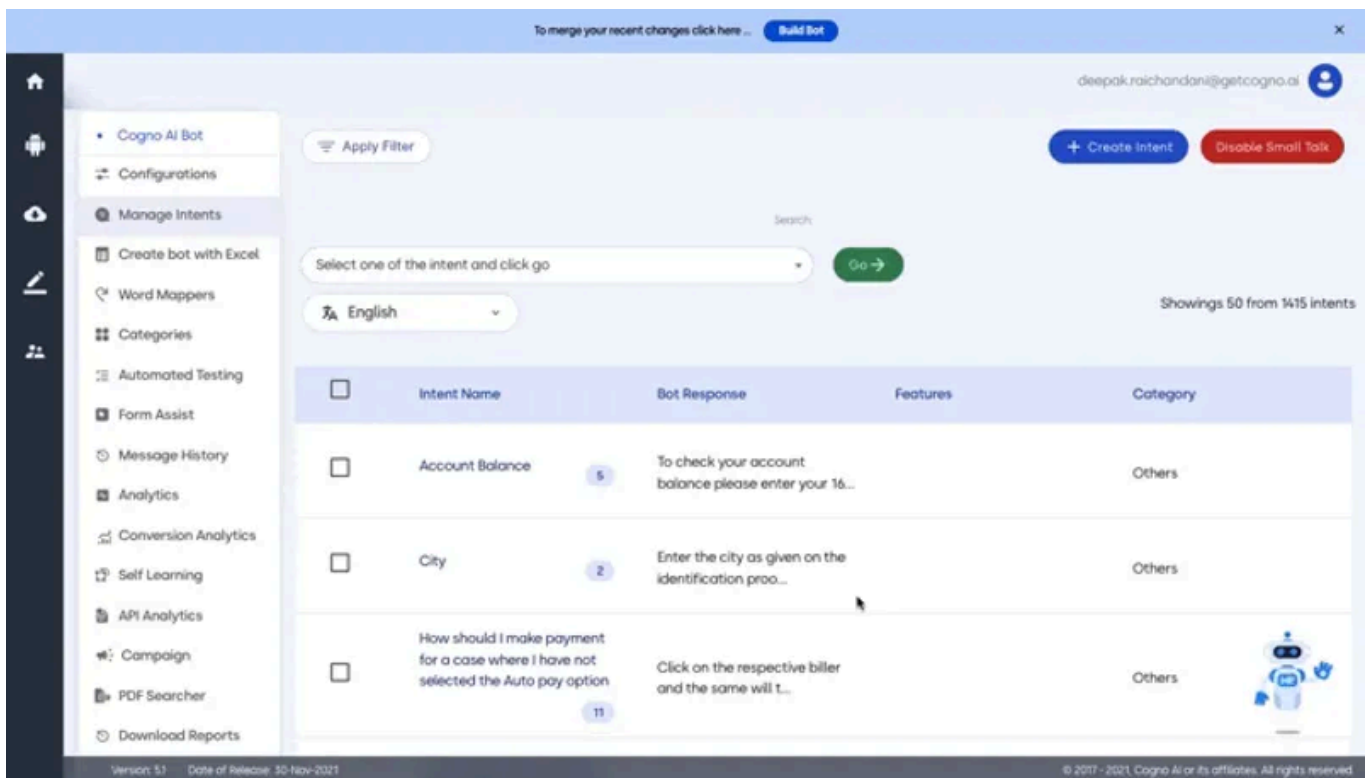 To merge your recent changes click here ... Build Bot
deepak.raichandani@getcogno.ai
Cogno AI Bot
Configurations
Manage Intents
Create bot with Excel
Word Mappers
Categories
Automated Testing
Form Assist
Message History
Analytics
Conversion Analytics
Self Learning
API Analytics
Campaign
PDF Searcher
Download Reports
Apply Filter
+ Create Intent
Disable Small Talk
Search:
Select one of the intent and click go
Go
English
Showings 50 from 1415 intents
Intent Name Bot Response Features Category
Account Balance
5
To check your account
balance please enter your 16...
Others
City
2
Enter the city as given on the
identification proo...
Others
How should I make payment
for a case where I have not
selected the Auto pay option
11
Click on the respective biller
and the same will t...
Others
Version: 5.1 Date of Release: 30-Nov-2021
© 2017 - 2021, Cogno AI or its affiliates. All rights reserved.